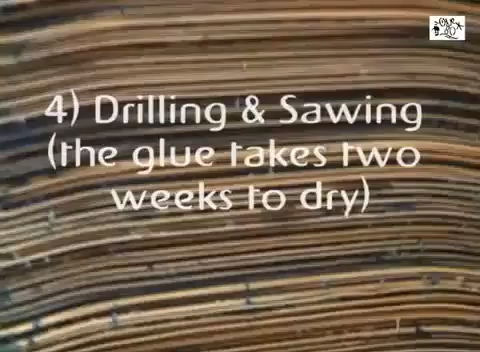 4) Drilling & Sawing
(the glue takes two
weeks to dry)